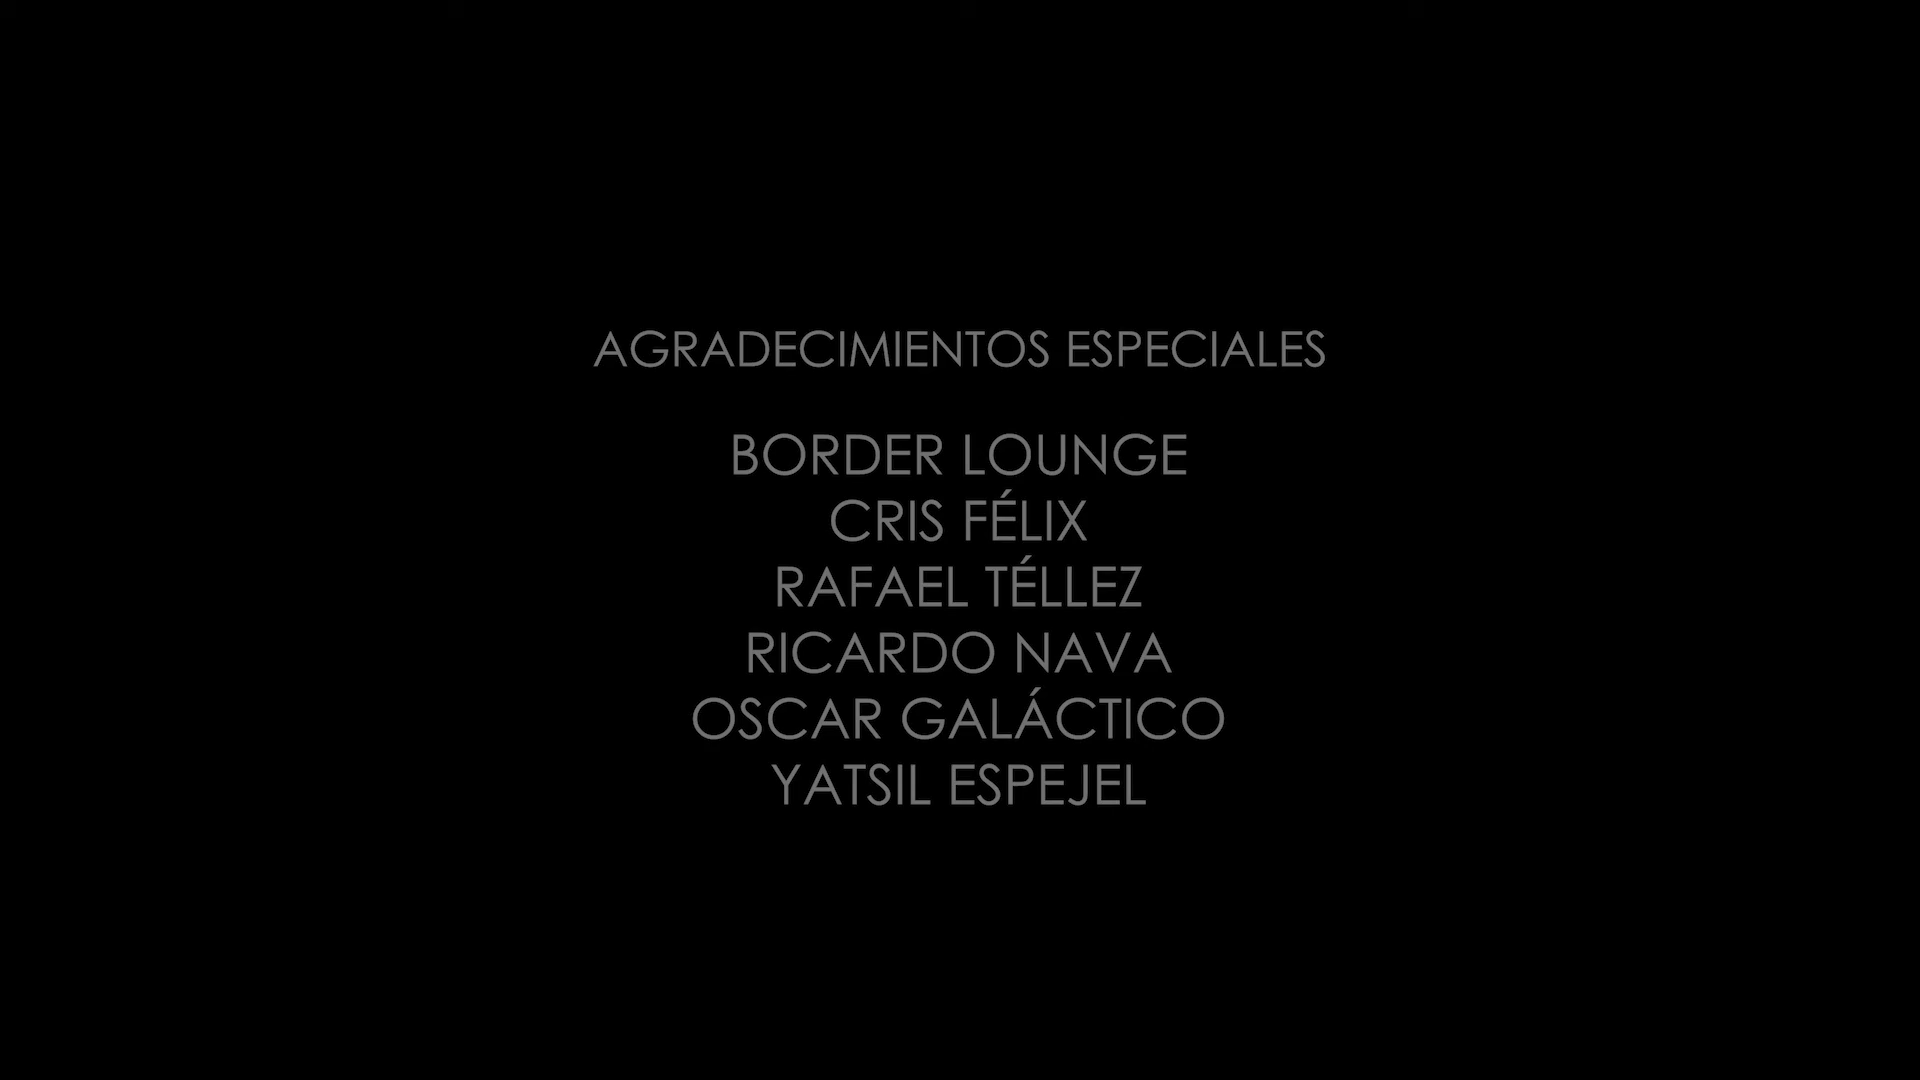 AGRADECIMIENTOS ESPECIALES
BORDER LOUNGE
CRIS FÉLIX
RAFAEL TÉLLEZ
RICARDO NAVA
OSCAR GALÁCTICO
YATSIL ESPEJEL